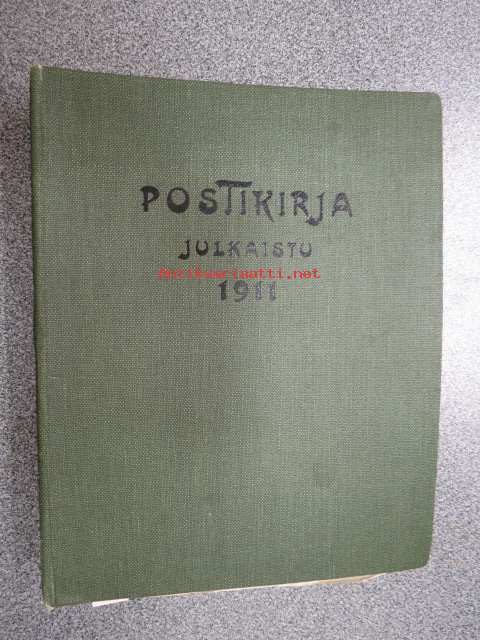 POSTIKIRJA
JULKAISTU
Antikvariaatti.net
1911